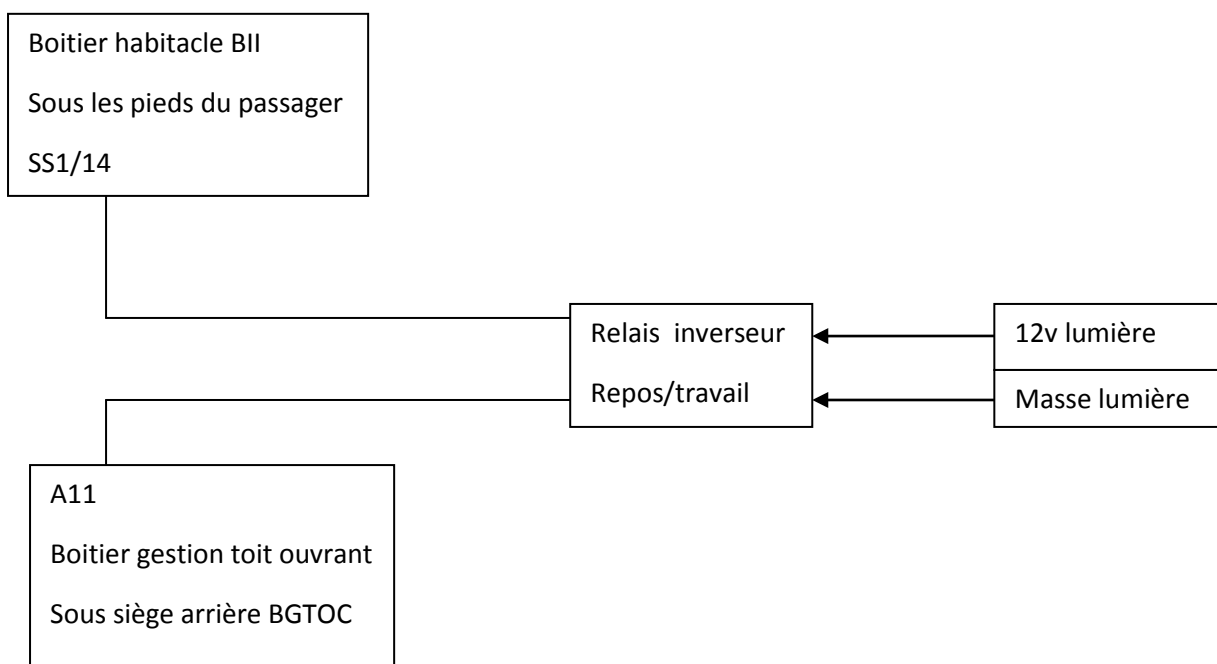 Boitier habitacle BII
Sous les pieds du passager
SS1/14
Relais inverseur
Repos/travail
12v lumière
Masse lumière
A11
Boitier gestion toit ouvrant
Sous siège arrière BGTOC